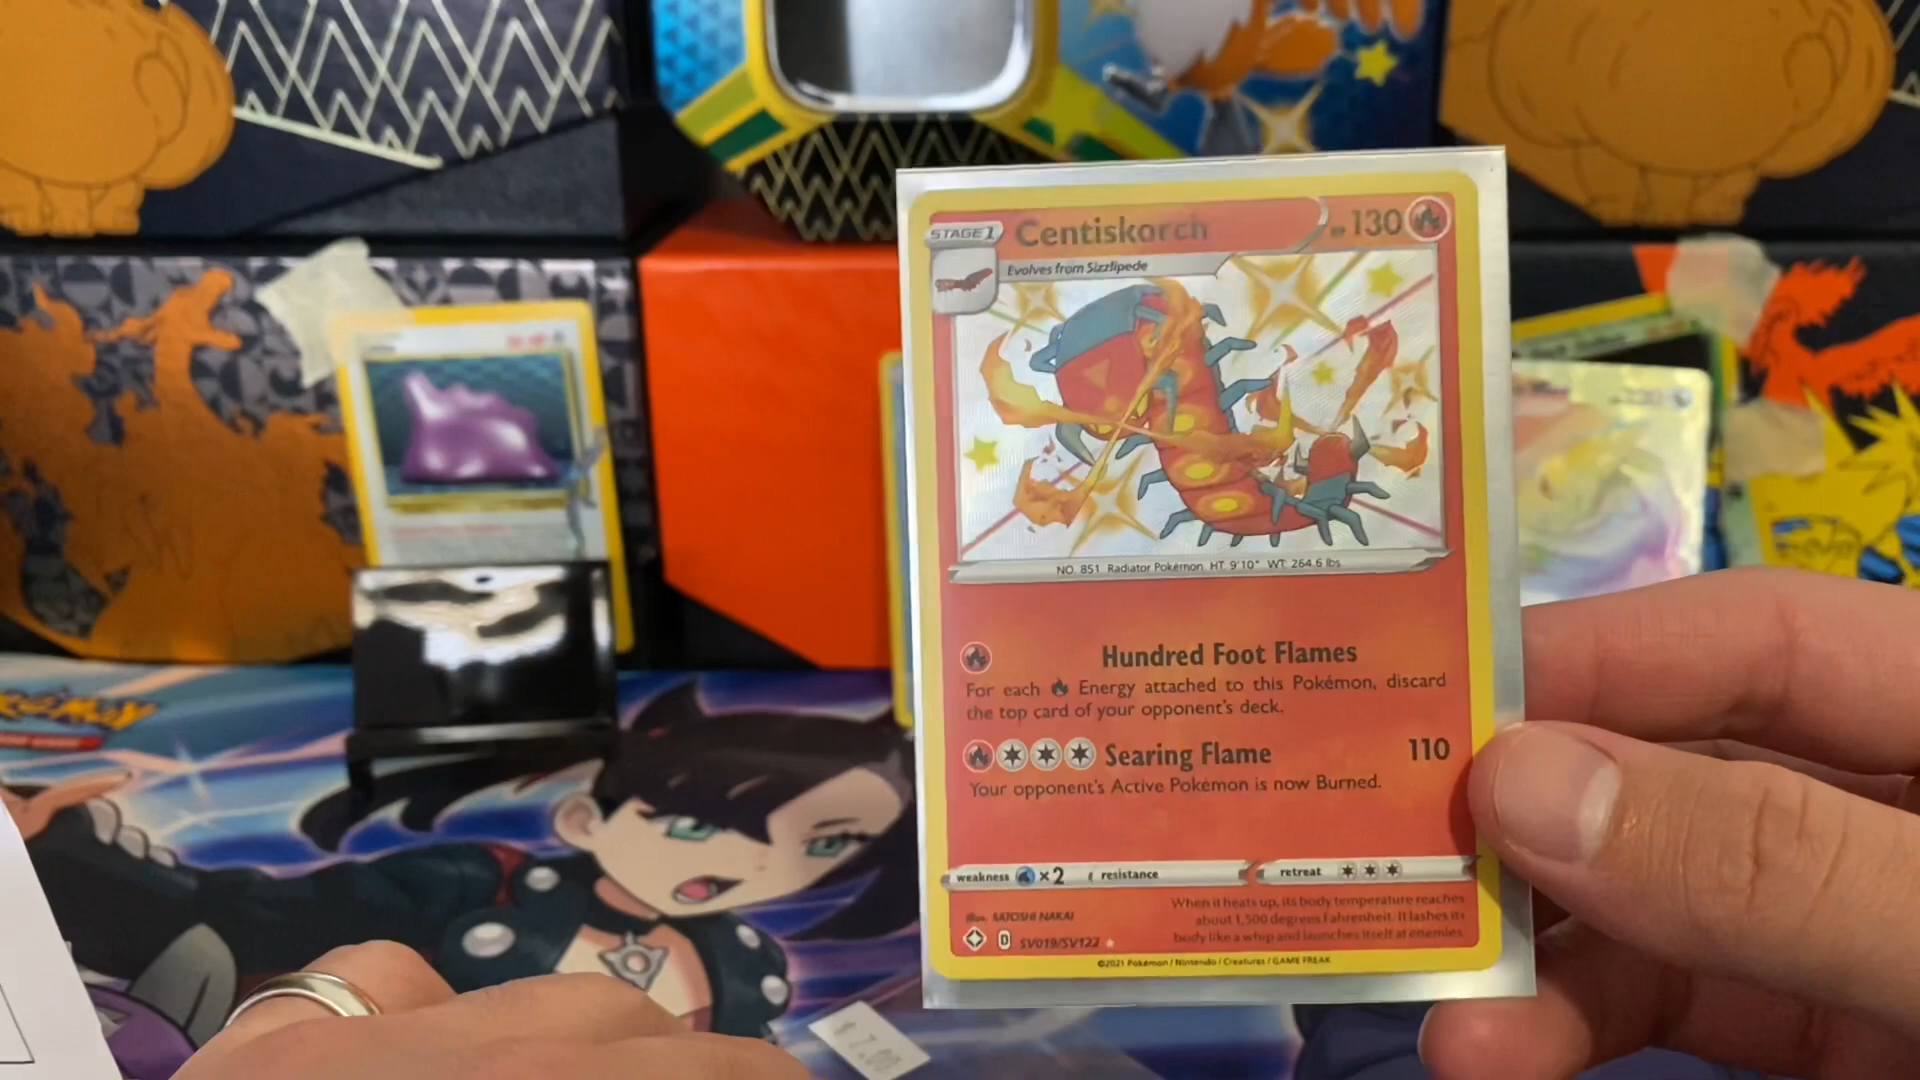 STAGE 1
Centiskorch
HP 130
Evolves from Sizzlipede
NO. 851 Radiator Pokémon HT 9'10" WT 264.6 lbs
Hundred Foot Flames
For each Energy attached to this Pokémon, discard
the top card of your opponent's deck.
Searing Flame 110
Your opponent's Active Pokémon is now Burned.
weakness ×2 resistance retreat
When it heats up, its body temperature reaches
about 1,500 degrees Fahrenheit. It lashes its
body like a whip and launches itself at enemies.
Illus. SATOSHI NAKAI
D SV019/SV122
©2021 Pokémon / Nintendo / Creatures / GAME FREAK
POKÉMON
$ 7.00